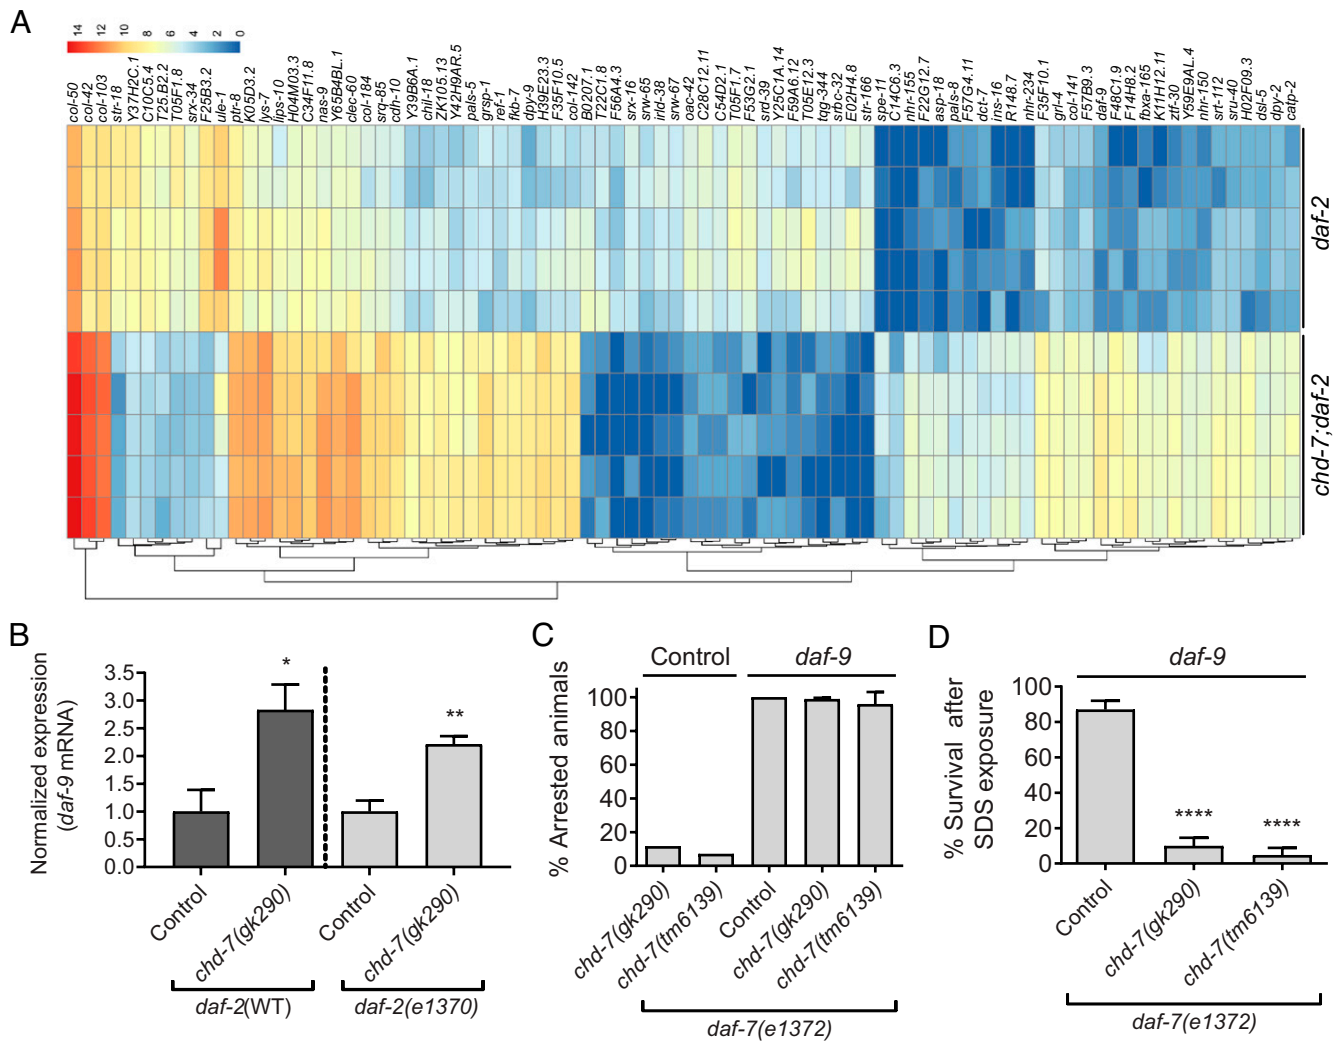 A
14 12 10 8 6 4 2 0
col-50 col-42 col-103 str-18 Y37H2C.1 C10C5.4 T25.B2.2 T05F1.8 srx-34 F25B3.2 ule-1 ptr-8 K05D3.2 lys-7 lips-10 H04M03.3 C34F11.8 nas-9 Y65B4BL.1 clec-60 col-184 srq-85 cdh-10 Y39B6A.1 chil-18 ZK105.13 Y42H9AR.5 pals-5 grsp-1 ref-1 fkb-7 dpy-9 H39E23.3 F35F10.5 col-142 B0207.1 T22C1.8 F56A4.3 srx-16 srw-65 irld-38 srw-67 oac-42 C28C12.11 C54D2.1 T05F1.7 F53G2.1 srd-39 Y25C1A.14 F59A6.12 T05E12.3 tag-344 srbc-32 E02H4.8 str-166 spe-11 C14C6.3 nhr-155 F22G12.7 asp-18 pals-8 F57G4.11 dct-7 ins-16 R148.7 nhr-234 F35F10.1 grl-4 col-141 F57B9.3 daf-9 F48C1.9 F14H8.2 fbxa-165 K11H12.11 ztf-30 Y59E9AL.4 nhr-150 srt-112 snf-40 H02F09.3 dsl-5 dpy-2 catp-2
daf-2
chd-7;daf-2
B
Normalized expression
(daf-9 mRNA)
3.5
3.0
2.5
2.0
1.5
1.0
0.5
0.0
*
**
Control
chd-7(gk290)
Control
chd-7(gk290)
daf-2(WT)
daf-2(e1370)
C
Control
daf-9
% Arrested animals
100
80
60
40
20
0
chd-7(gk290)
chd-7(tm6139)
Control
chd-7(gk290)
chd-7(tm6139)
daf-7(e1372)
D
daf-9
% Survival after
SDS exposure
100
80
60
40
20
0
****
****
Control
chd-7(gk290)
chd-7(tm6139)
daf-7(e1372)